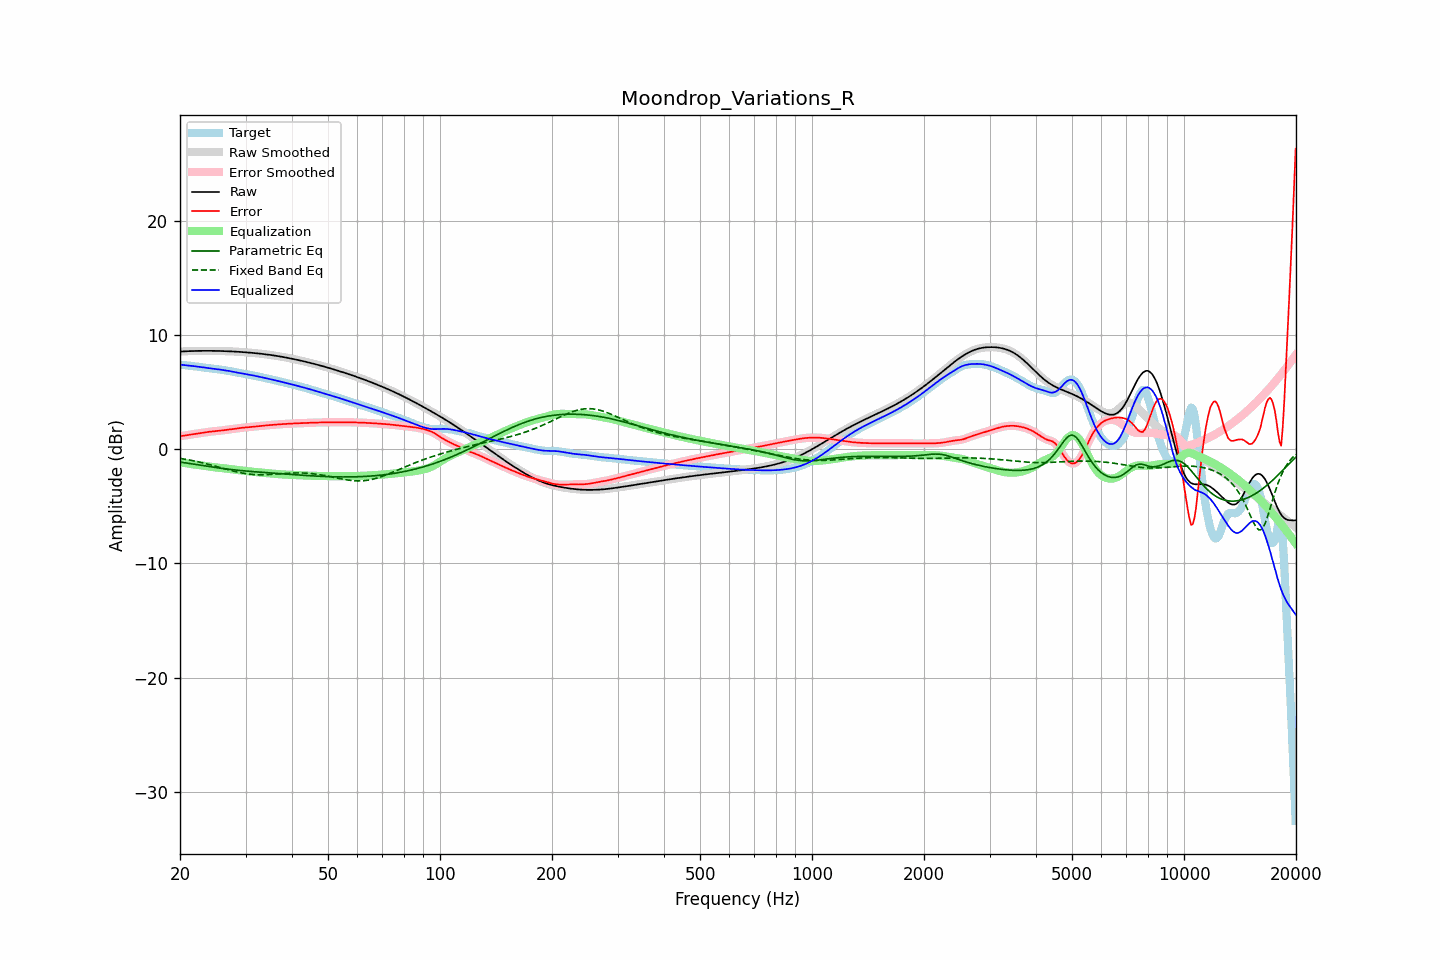 Moondrop_Variations_R
Target
Raw Smoothed
Error Smoothed
Raw
Error
Equalization
Parametric Eq
Fixed Band Eq
Equalized
Amplitude (dBr)
20
10
0
−10
−20
−30
20
50
100
200
500
1000
2000
5000
10000
20000
Frequency (Hz)